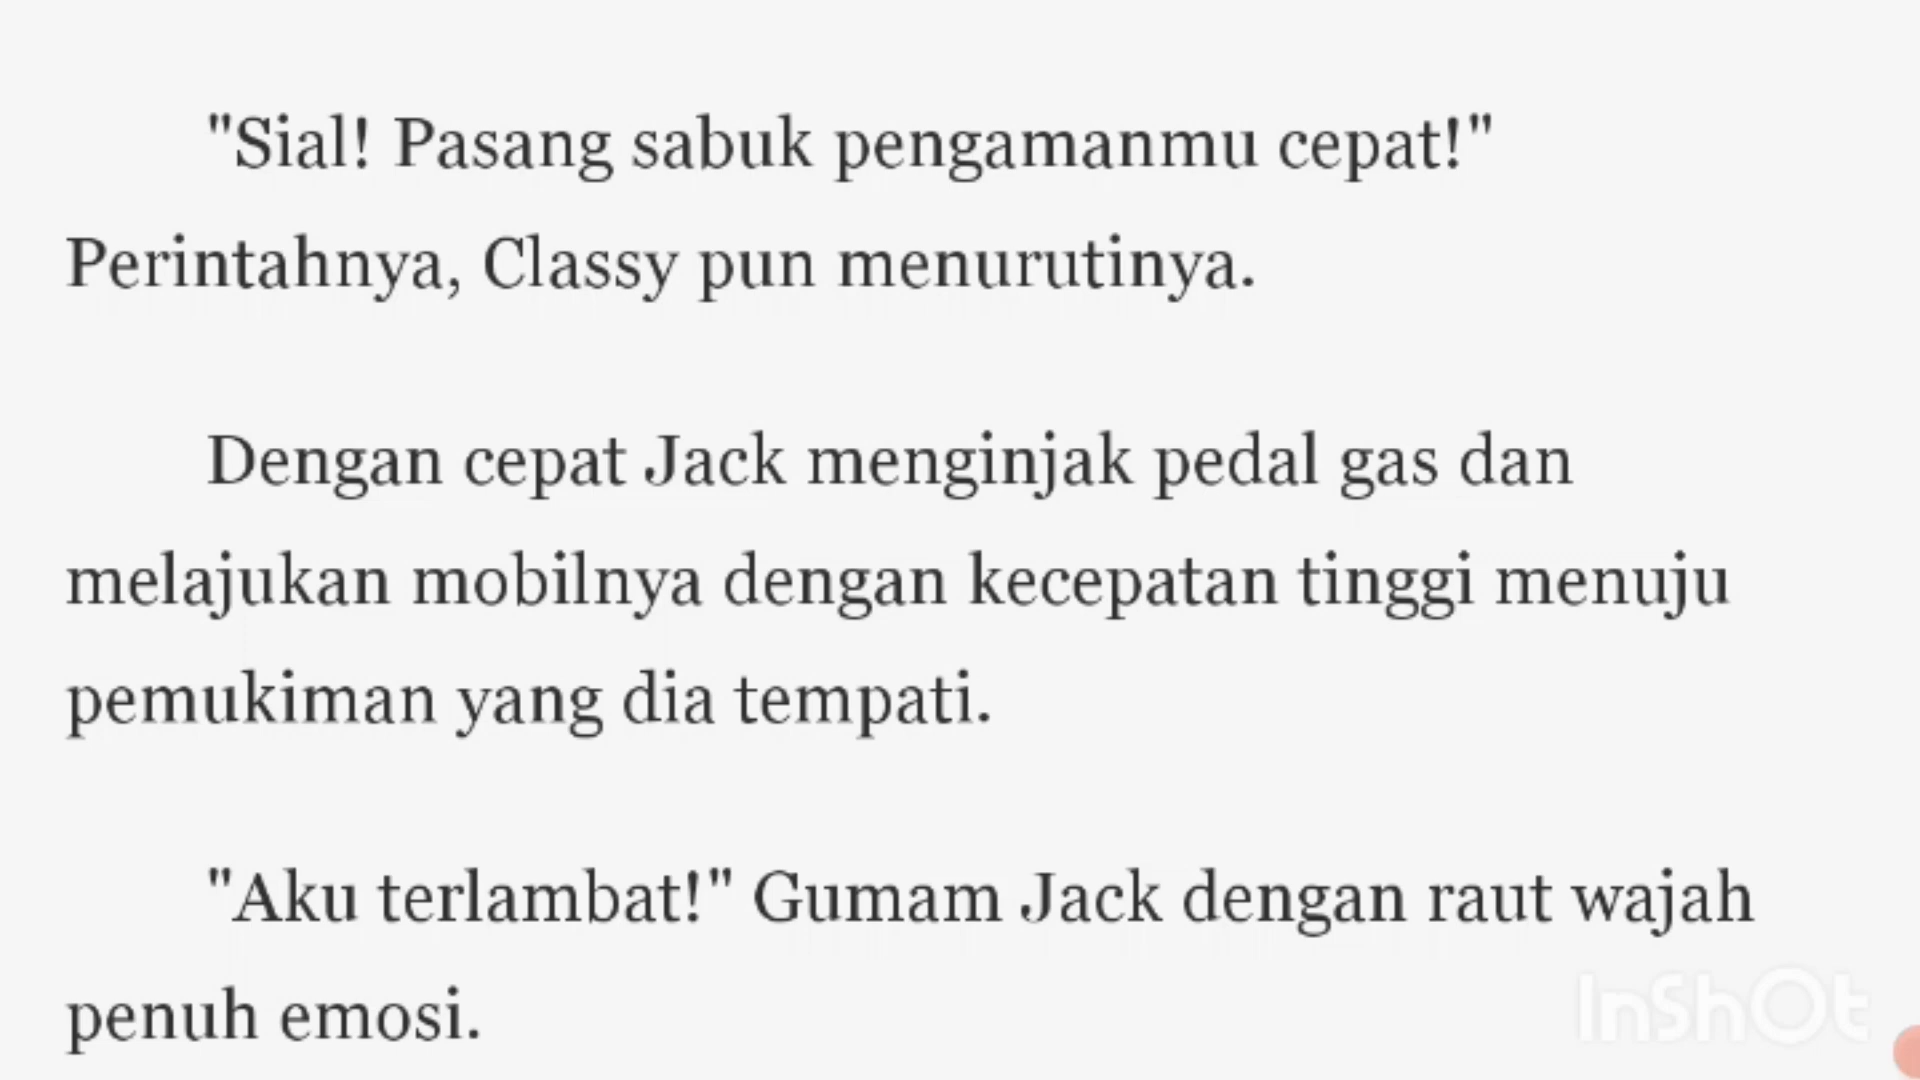 "Sial! Pasang sabuk pengamanmu cepat!"
Perintahnya, Classy pun menurutinya.
Dengan cepat Jack menginjak pedal gas dan
melajukan mobilnya dengan kecepatan tinggi menuju
pemukiman yang dia tempati.
"Aku terlambat!" Gumam Jack dengan raut wajah
penuh emosi.
InShOt